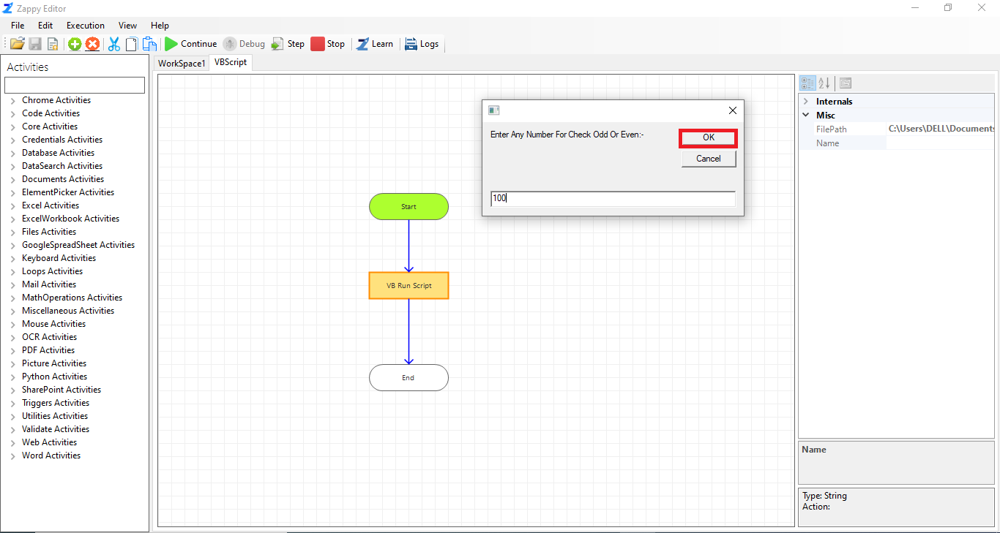 Zappy Editor
File Edit Execution View Help
Continue Debug Step Stop Learn Logs
Activities
Chrome Activities
Code Activities
Core Activities
Credentials Activities
Database Activities
DataSearch Activities
Documents Activities
ElementPicker Activities
Excel Activities
ExcelWorkbook Activities
Files Activities
GoogleSpreadSheet Activities
Keyboard Activities
Loops Activities
Mail Activities
MathOperations Activities
Miscellaneous Activities
Mouse Activities
OCR Activities
PDF Activities
Picture Activities
Python Activities
SharePoint Activities
Triggers Activities
Utilities Activities
Validate Activities
Web Activities
Word Activities
WorkSpace1 VBScript
Start
VB Run Script
End
Enter Any Number For Check Odd Or Even:-
OK
Cancel
100
Internals
Misc
FilePath C:\Users\DELL\Documents
Name
Name
Type: String
Action: